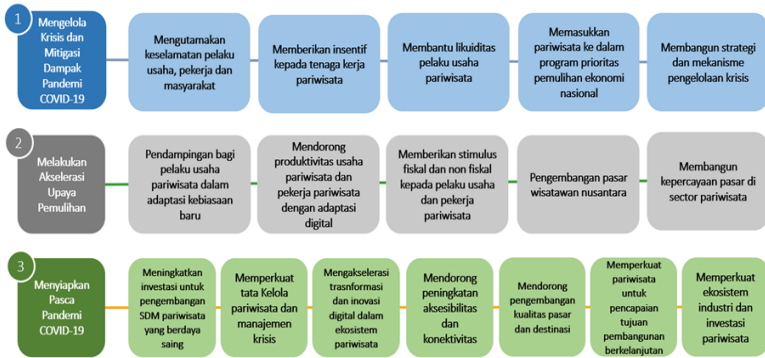 1
Mengelola
Krisis dan
Mitigasi
Dampak
Pandemi
COVID-19
Mengutamakan
keselamatan pelaku
usaha, pekerja dan
masyarakat
Memberikan insentif
kepada tenaga kerja
pariwisata
Membantu likuiditas
pelaku usaha
pariwisata
Memasukkan
pariwisata ke dalam
program prioritas
pemulihan ekonomi
nasional
Membangun strategi
dan mekanisme
pengelolaan krisis
2
Melakukan
Akselerasi
Upaya
Pemulihan
Pendampingan bagi
pelaku usaha
pariwisata dalam
adaptasi kebiasaan
baru
Mendorong
produktivitas usaha
pariwisata dan
pekerja pariwisata
dengan adaptasi
digital
Memberikan stimulus
fiskal dan non fiskal
kepada pelaku usaha
dan pekerja
pariwisata
Pengembangan pasar
wisatawan nusantara
Membangun
kepercayaan pasar di
sector pariwisata
3
Menyiapkan
Pasca
Pandemi
COVID-19
Meningkatkan
investasi untuk
pengembangan
SDM pariwisata
yang berdaya
saing
Memperkuat
tata Kelola
pariwisata dan
manajemen
krisis
Mengakselerasi
trasnformasi
dan inovasi
digital dalam
ekosistem
pariwisata
Mendorong
peningkatan
aksesibilitas
dan
konektivitas
Mendorong
pengembangan
kualitas pasar
dan destinasi
Memperkuat
pariwisata
untuk
pencapaian
tujuan
pembangunan
berkelanjutan
Memperkuat
ekosistem
industri dan
investasi
pariwisata